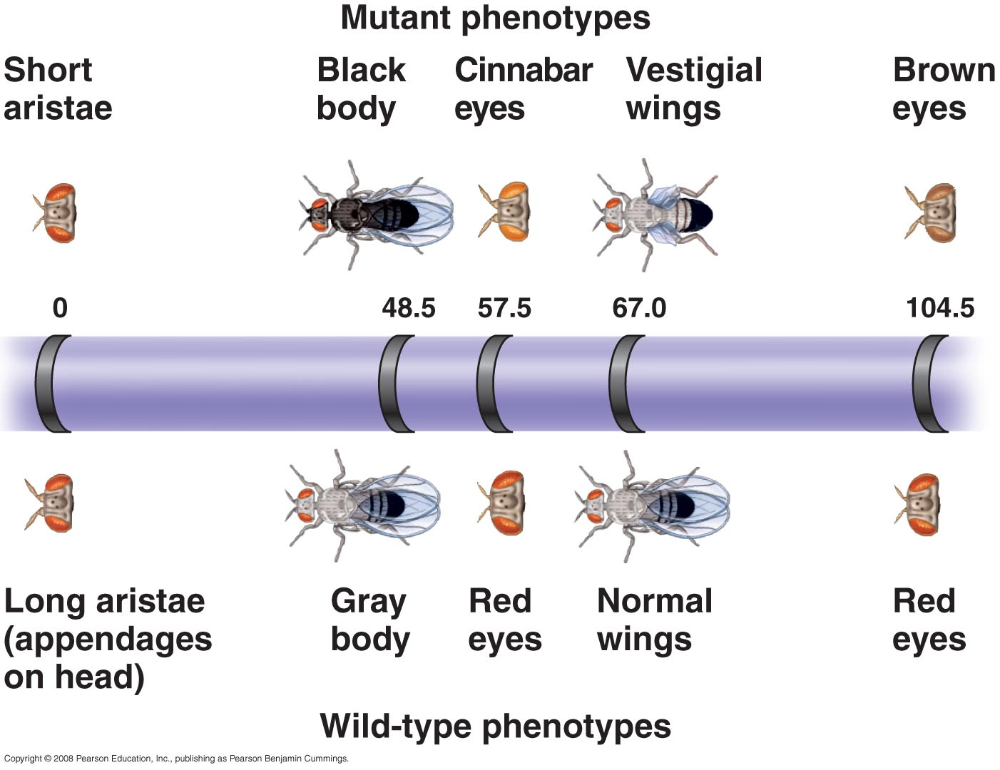 Mutant phenotypes
Short
aristae
Black
body
Cinnabar
eyes
Vestigial
wings
Brown
eyes
0
48.5
57.5
67.0
104.5
Long aristae
(appendages
on head)
Gray
body
Red
eyes
Normal
wings
Red
eyes
Wild-type phenotypes
Copyright © 2008 Pearson Education, Inc., publishing as Pearson Benjamin Cummings.